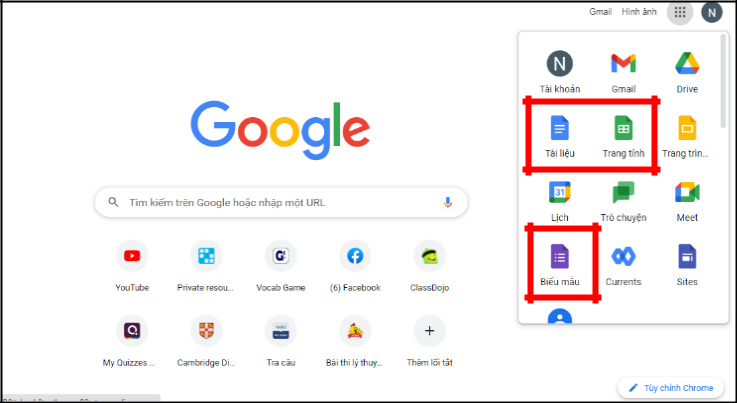 Gmail Hình ảnh N
N
Tài khoản Gmail Drive
Google
Tài liệu Trang tính Trang trìn...
Tìm kiếm trên Google hoặc nhập một URL
31
Lịch Trò chuyện Meet
YouTube Private resou... Vocab Game (6) Facebook ClassDojo
Biểu mẫu Currents Sites
My Quizzes ... Cambridge Di... Tra câu Bài thi lý thuy... Thêm lối tắt
Tùy chỉnh Chrome